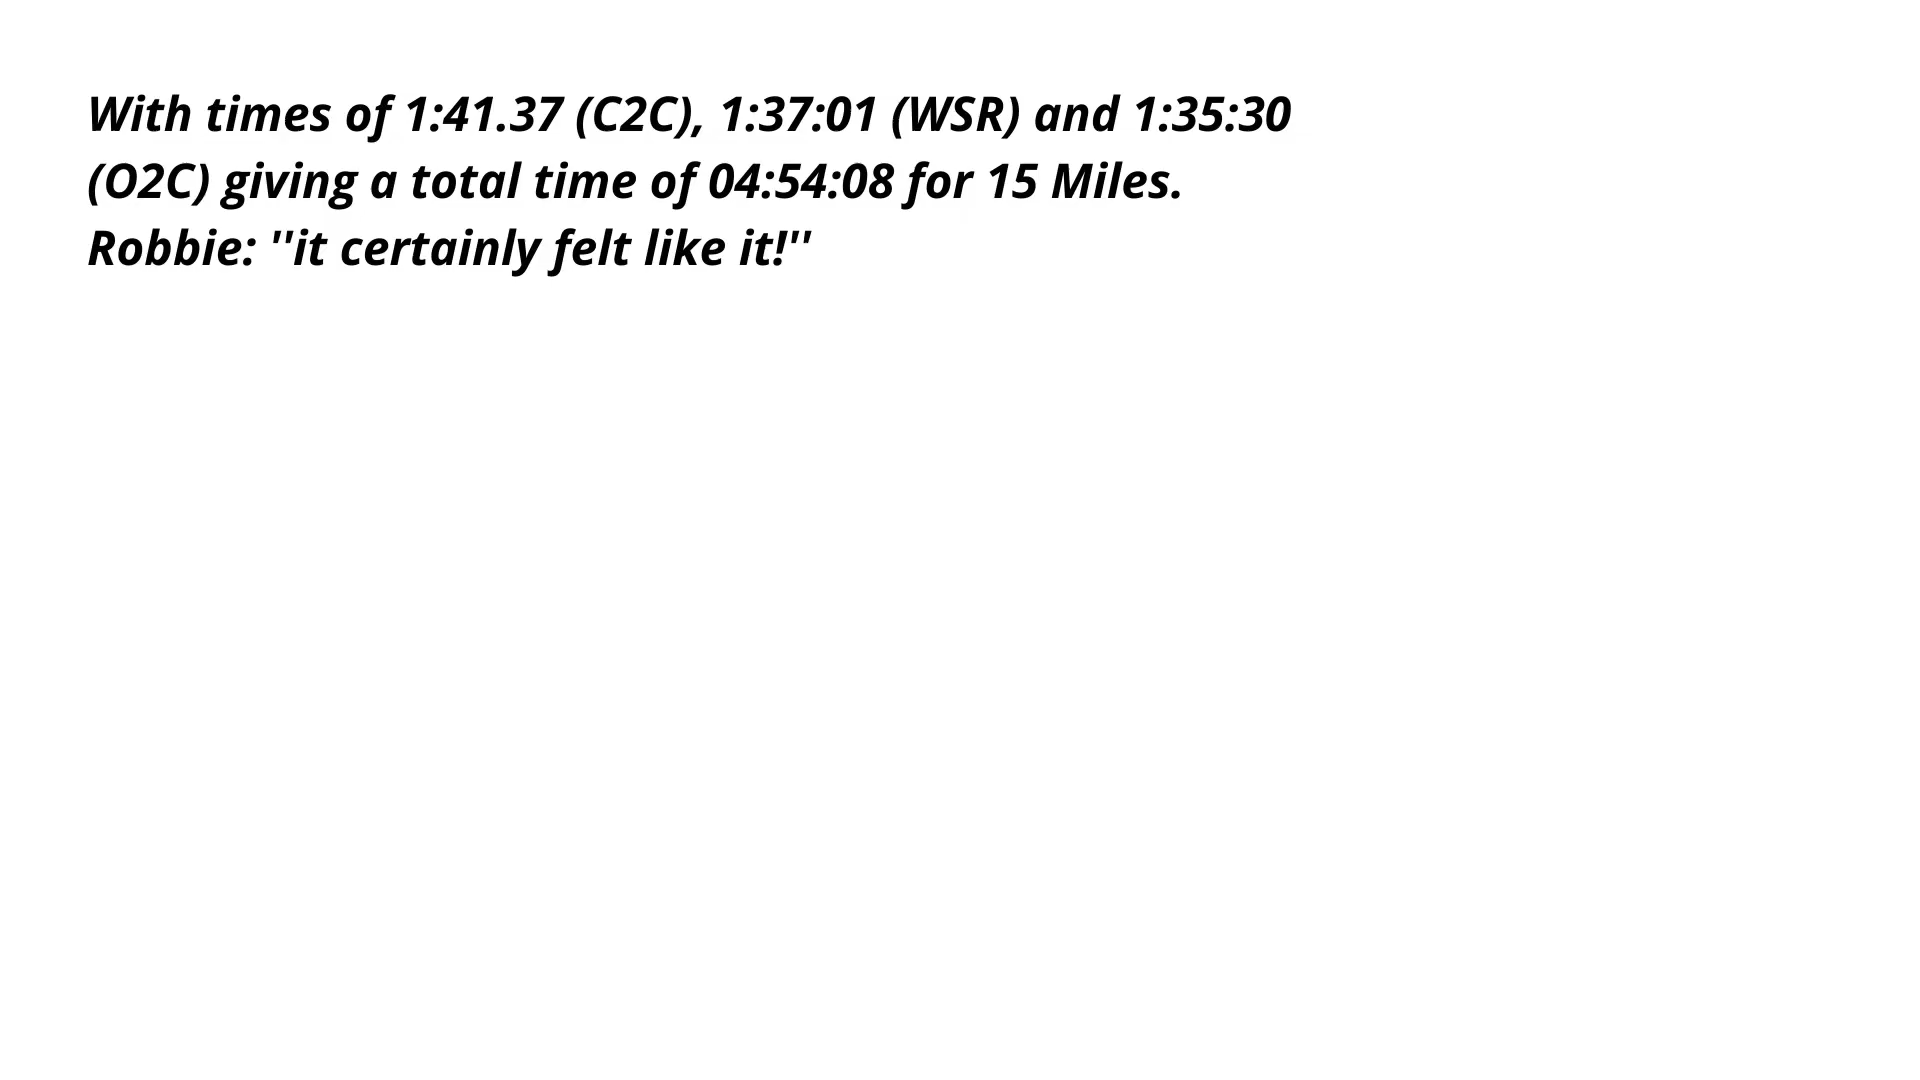 With times of 1:41.37 (C2C), 1:37:01 (WSR) and 1:35:30
(O2C) giving a total time of 04:54:08 for 15 Miles.
Robbie: ''it certainly felt like it!''